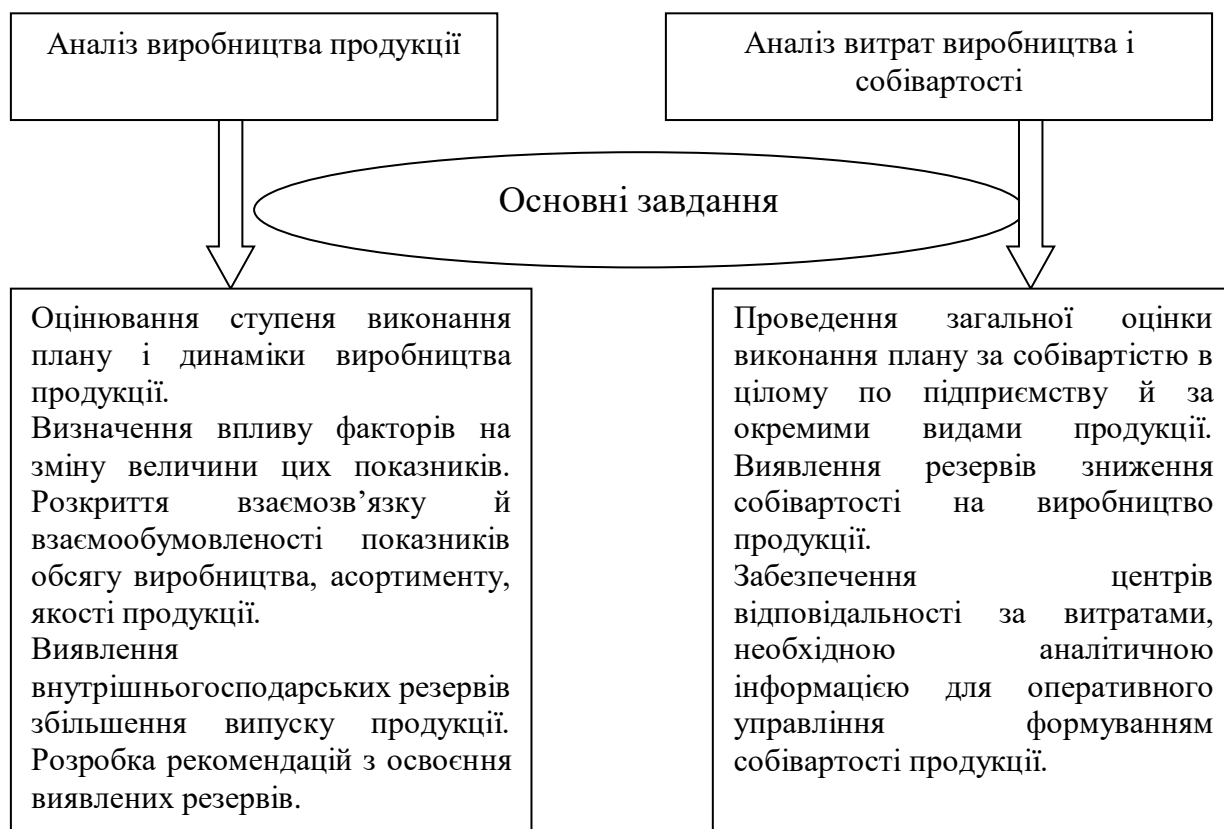 Аналіз виробництва продукції
Аналіз витрат виробництва і
собівартості
Основні завдання
Оцінювання ступеня виконання
плану і динаміки виробництва
продукції.
Визначення впливу факторів на
зміну величини цих показників.
Розкриття взаємозв’язку й
взаємообумовленості показників
обсягу виробництва, асортименту,
якості продукції.
Виявлення
внутрішньогосподарських резервів
збільшення випуску продукції.
Розробка рекомендацій з освоєння
виявлених резервів.
Проведення загальної оцінки
виконання плану за собівартістю в
цілому по підприємству й за
окремими видами продукції.
Виявлення резервів зниження
собівартості на виробництво
продукції.
Забезпечення центрів
відповідальності за витратами,
необхідною аналітичною
інформацією для оперативного
управління формуванням
собівартості продукції.